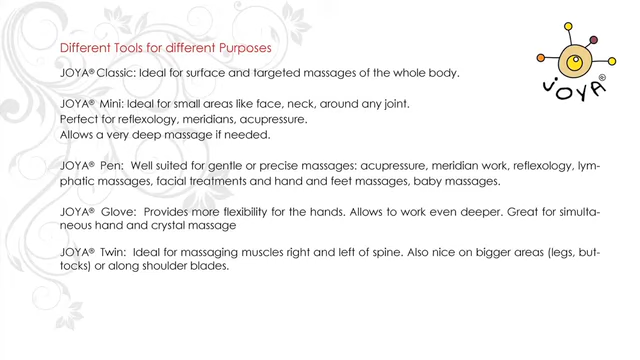 Different Tools for different Purposes
JOYA® Classic: Ideal for surface and targeted massages of the whole body.
JOYA® Mini: Ideal for small areas like face, neck, around any joint.
Perfect for reflexology, meridians, acupressure.
Allows a very deep massage if needed.
JOYA® Pen: Well suited for gentle or precise massages: acupressure, meridian work, reflexology, lym-
phatic massages, facial treatments and hand and feet massages, baby massages.
JOYA® Glove: Provides more flexibility for the hands. Allows to work even deeper. Great for simulta-
neous hand and crystal massage
JOYA® Twin: Ideal for massaging muscles right and left of spine. Also nice on bigger areas (legs, but-
tocks) or along shoulder blades.
JOYA®